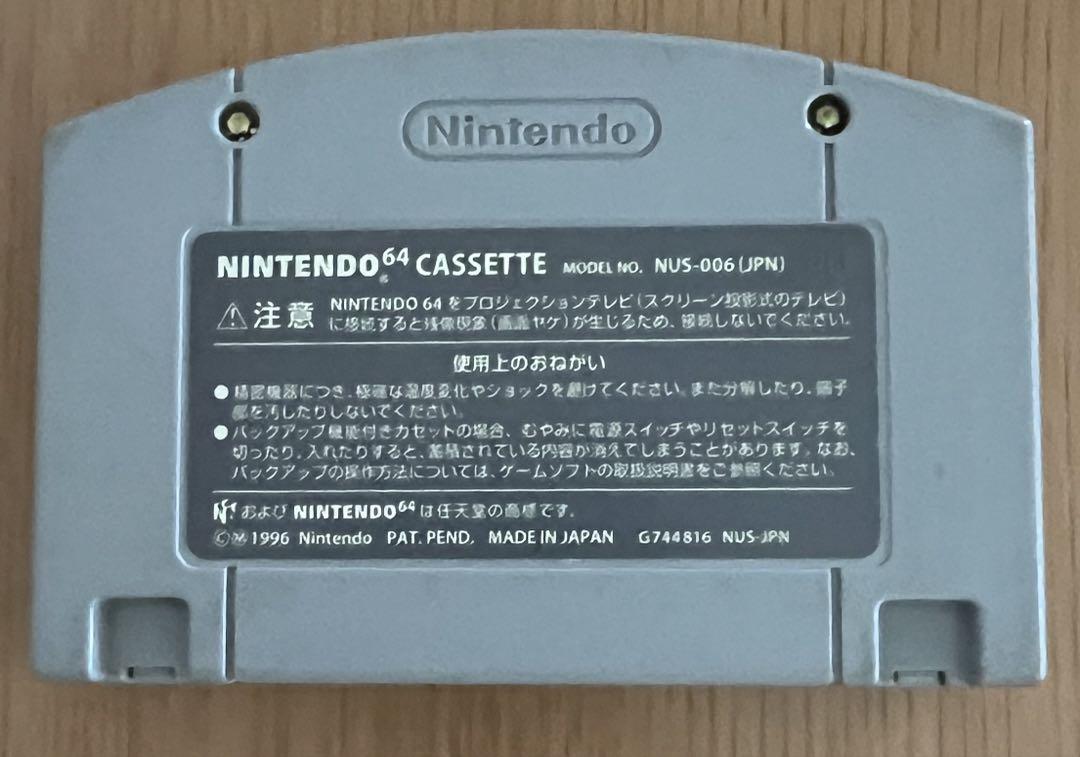 Nintendo
NINTENDO64 CASSETTE MODEL NO. NUS-006(JPN)
⚠注意 NINTENDO 64 をプロジェクションテレビ(スクリーン投影式のテレビ)
に接続すると残像現象(画面ヤケ)が生じるため、接続しないでください。
使用上のおねがい
●精密機器につき、極端な温度変化やショックを避けてください。また分解したり、端子
部を汚したりしないでください。
●バックアップ機能付きカセットの場合、むやみに電源スイッチやリセットスイッチを
切ったり、入れたりすると、蓄積されている内容が消えてしまうことがあります。なお、
バックアップの操作方法については、ゲームソフトの取扱説明書をご参照ください。
および NINTENDO64 は任天堂の商標です。
1996 Nintendo PAT. PEND. MADE IN JAPAN G744816 NUS-JPN